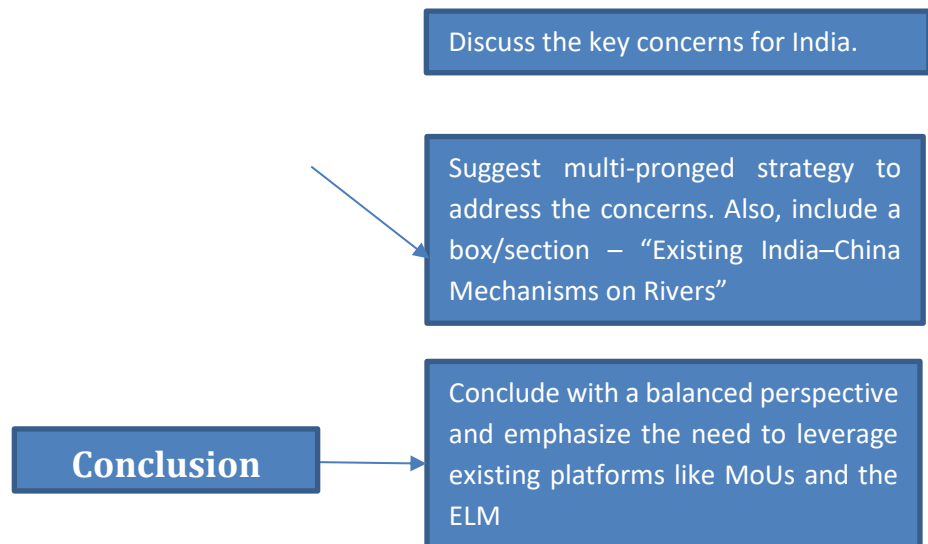 Discuss the key concerns for India.
Suggest multi-pronged strategy to
address the concerns. Also, include a
box/section – “Existing India–China
Mechanisms on Rivers”
Conclusion
Conclude with a balanced perspective
and emphasize the need to leverage
existing platforms like MoUs and the
ELM